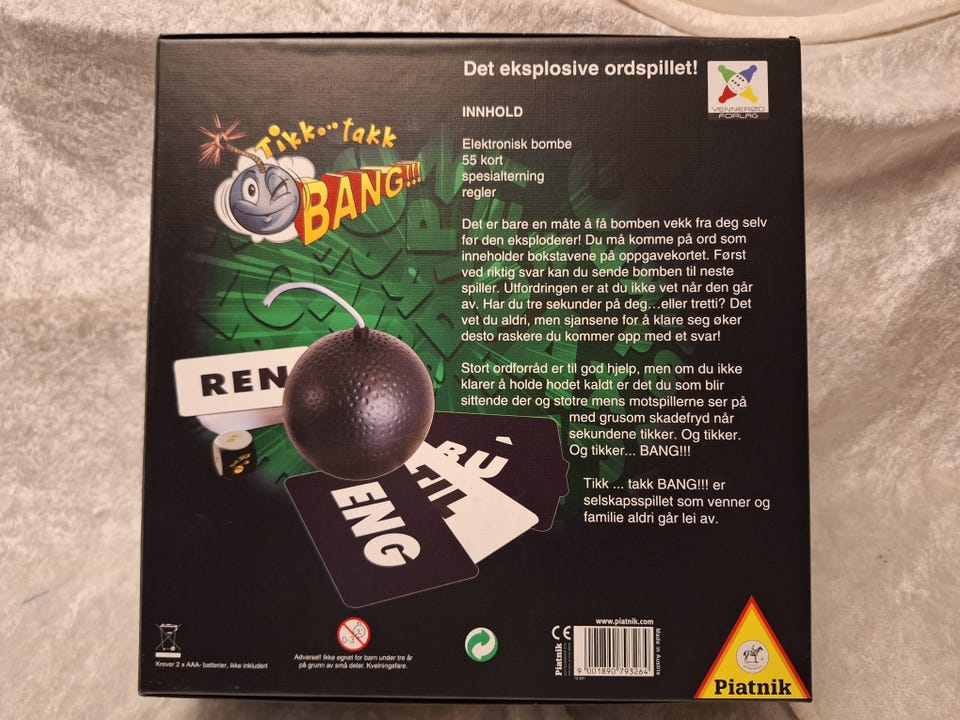 Det eksplosive ordspillet!
VENNERØD
FORLAG
Tikk... takk
BANG!!!
INNHOLD
Elektronisk bombe
55 kort
spesialterning
regler
Det er bare en måte å få bomben vekk fra deg selv
før den eksploderer! Du må komme på ord som
inneholder bokstavene på oppgavekortet. Først
ved riktig svar kan du sende bomben til neste
spiller. Utfordringen er at du ikke vet når den går
av. Har du tre sekunder på deg...eller tretti? Det
vet du aldri, men sjansene for å klare seg øker
desto raskere du kommer opp med et svar!
Stort ordforråd er til god hjelp, men om du ikke
klarer å holde hodet kaldt er det du som blir
sittende der og stotre mens motspillerne ser på
med grusom skadefryd når
sekundene tikker. Og tikker.
Og tikker... BANG!!!
Tikk ... takk BANG!!! er
selskapsspillet som venner og
familie aldri går lei av.
REN
BU
TIL
ENG
Krever 2 x AAA- batterier, ikke inkludert
0-3
Advarsel! Ikke egnet for barn under tre år
på grunn av små deler. Kvelningsfare.
CE
Piatnik
www.piatnik.com
9 001890 793264
Made in Austria
Piatnik